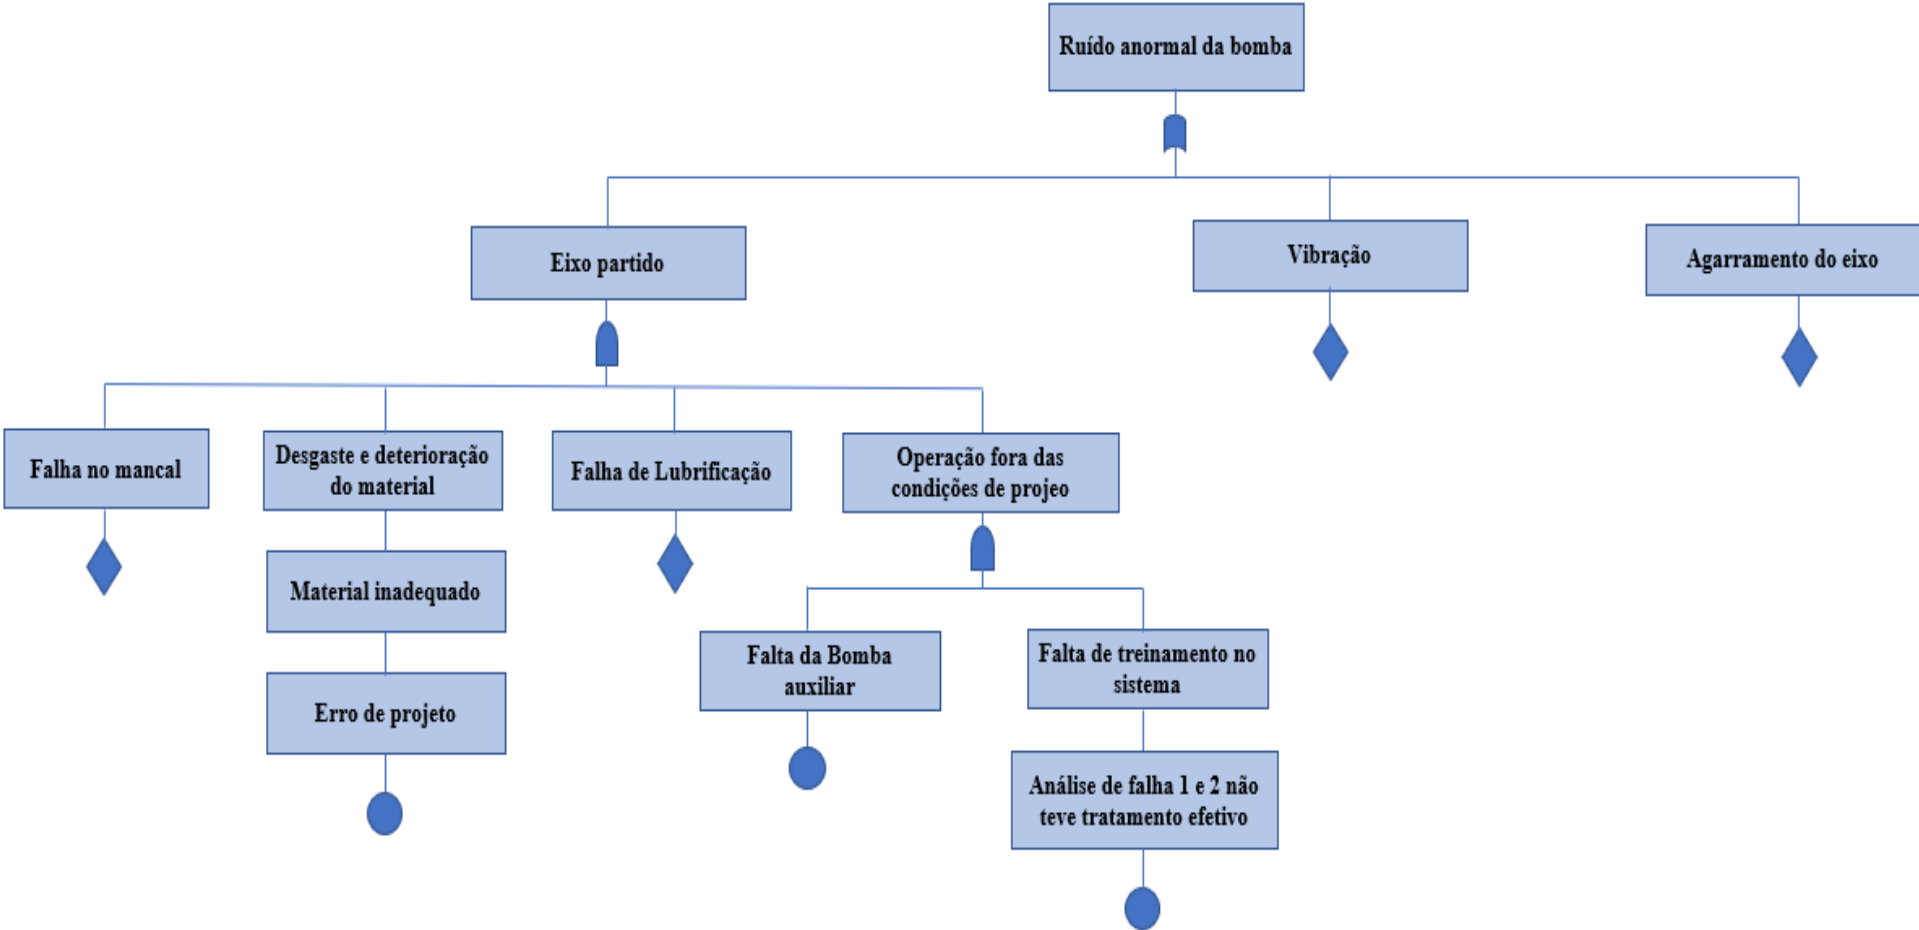 Ruído anormal da bomba
Eixo partido
Vibração
Agarramento do eixo
Falha no mancal
Desgaste e deterioração
do material
Falha de Lubrificação
Operação fora das
condições de projeo
Material inadequado
Falta da Bomba
auxiliar
Falta de treinamento no
sistema
Erro de projeto
Análise de falha 1 e 2 não
teve tratamento efetivo